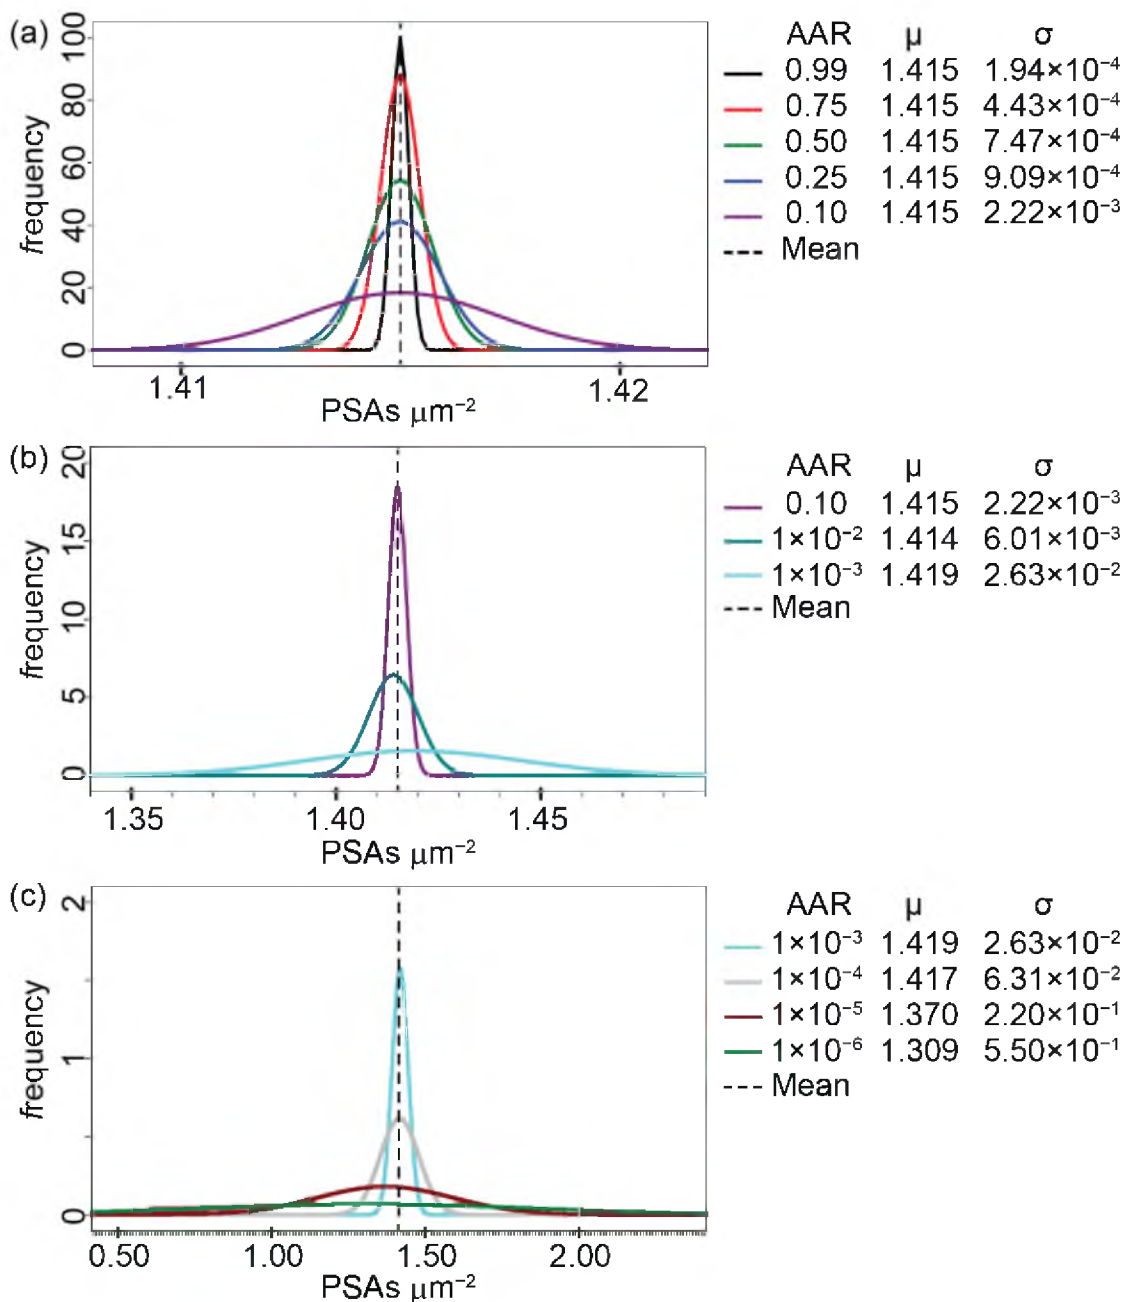 (a)
frequency
100
80
60
40
20
0
1.41 1.42
PSAs μm⁻²
AAR μ σ
0.99 1.415 1.94×10⁻⁴
0.75 1.415 4.43×10⁻⁴
0.50 1.415 7.47×10⁻⁴
0.25 1.415 9.09×10⁻⁴
0.10 1.415 2.22×10⁻³
Mean
(b)
frequency
20
15
10
5
0
1.35 1.40 1.45
PSAs μm⁻²
AAR μ σ
0.10 1.415 2.22×10⁻³
1×10⁻² 1.414 6.01×10⁻³
1×10⁻³ 1.419 2.63×10⁻²
Mean
(c)
frequency
2
1
0
0.50 1.00 1.50 2.00
PSAs μm⁻²
AAR μ σ
1×10⁻³ 1.419 2.63×10⁻²
1×10⁻⁴ 1.417 6.31×10⁻²
1×10⁻⁵ 1.370 2.20×10⁻¹
1×10⁻⁶ 1.309 5.50×10⁻¹
Mean